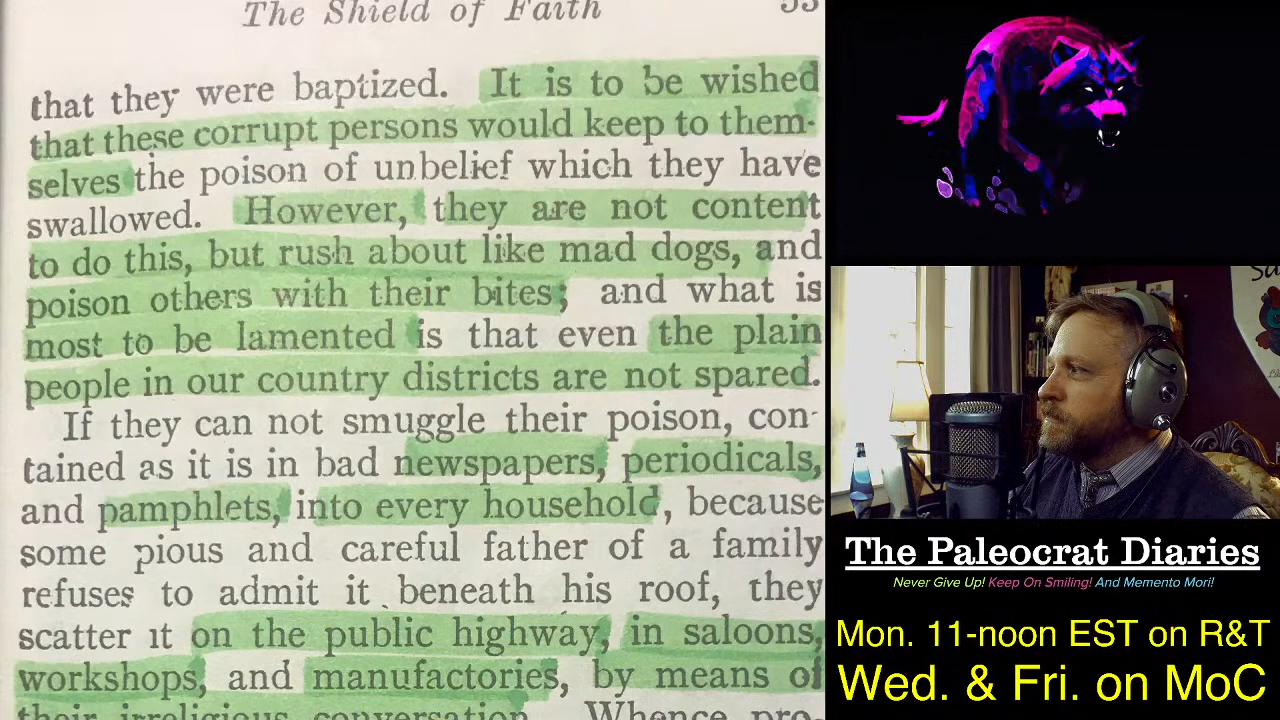 The Shield of Faith
that they were baptized. It is to be wished
that these corrupt persons would keep to them-
selves the poison of unbelief which they have
swallowed. However, they are not content
to do this, but rush about like mad dogs, and
poison others with their bites; and what is
most to be lamented is that even the plain
people in our country districts are not spared.
If they can not smuggle their poison, con-
tained as it is in bad newspapers, periodicals,
and pamphlets, into every household, because
some pious and careful father of a family
refuses to admit it beneath his roof, they
scatter it on the public highway, in saloons,
workshops, and manufactories, by means of
their irreligious conversation. Whence pro-
The Paleocrat Diaries
Never Give Up! Keep On Smiling! And Memento Mori!
Mon. 11-noon EST on R&T
Wed. & Fri. on MoC